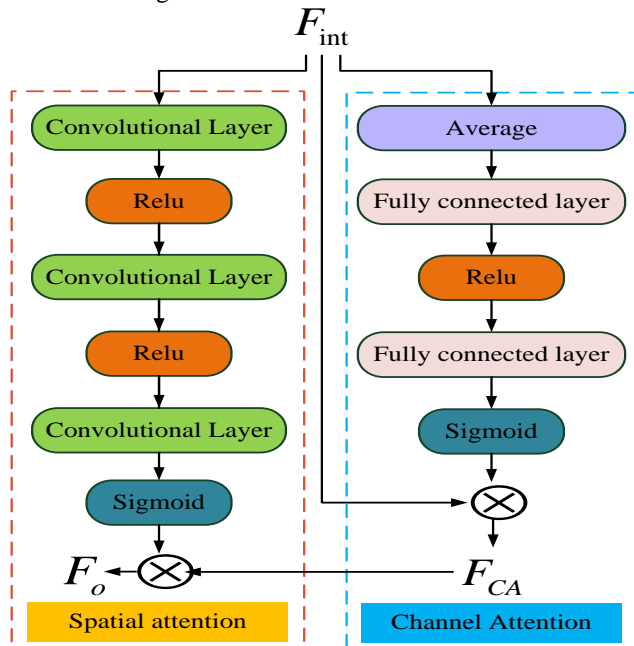 F_int
Convolutional Layer
Relu
Convolutional Layer
Relu
Convolutional Layer
Sigmoid
F_o
Spatial attention
Average
Fully connected layer
Relu
Fully connected layer
Sigmoid
F_CA
Channel Attention